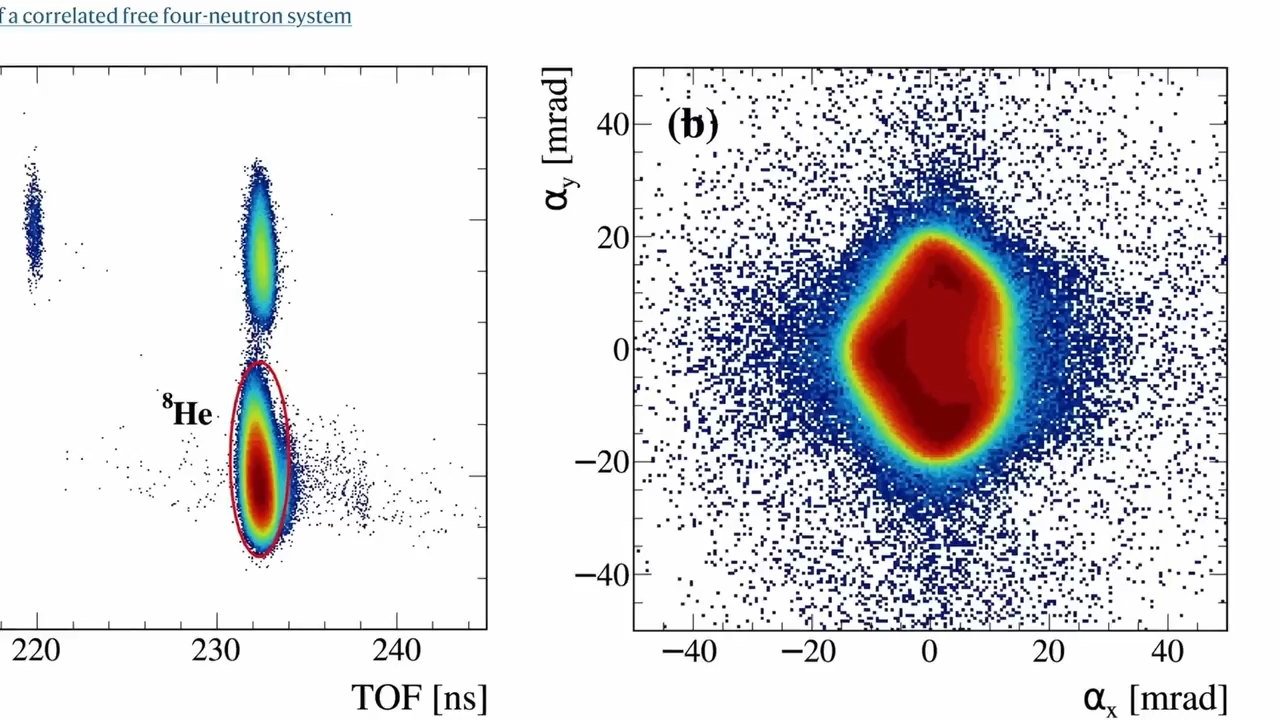 f a correlated free four-neutron system
⁸He
220
230
240
TOF [ns]
(b)
αy [mrad]
40
20
0
−20
−40
−40
−20
0
20
40
αx [mrad]